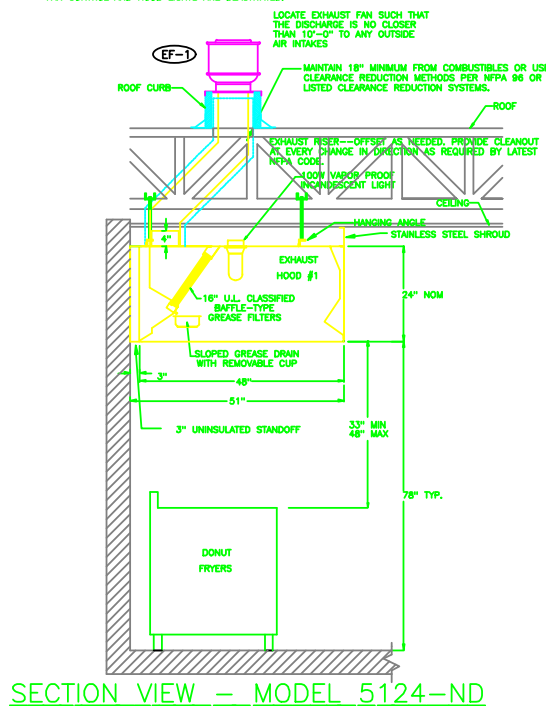 LOCATE EXHAUST FAN SUCH THAT
THE DISCHARGE IS NO CLOSER
THAN 10'-0" TO ANY OUTSIDE
AIR INTAKES
EF-1
MAINTAIN 18" MINIMUM FROM COMBUSTIBLES OR USE
CLEARANCE REDUCTION METHODS PER NFPA 96 OR
LISTED CLEARANCE REDUCTION SYSTEMS.
ROOF CURB
ROOF
EXHAUST RISER--OFFSET AS NEEDED. PROVIDE CLEANOUT
AT EVERY CHANGE IN DIRECTION AS REQUIRED BY LATEST
NFPA CODE.
100W VAPOR PROOF
INCANDESCENT LIGHT
CEILING
HANGING ANGLE
STAINLESS STEEL SHROUD
4"
EXHAUST
HOOD #1
24" NOM
16" U.L. CLASSIFIED
BAFFLE-TYPE
GREASE FILTERS
SLOPED GREASE DRAIN
WITH REMOVABLE CUP
3"
48"
51"
3" UNINSULATED STANDOFF
33" MIN
48" MAX
78" TYP.
DONUT
FRYERS
SECTION VIEW - MODEL 5124-ND